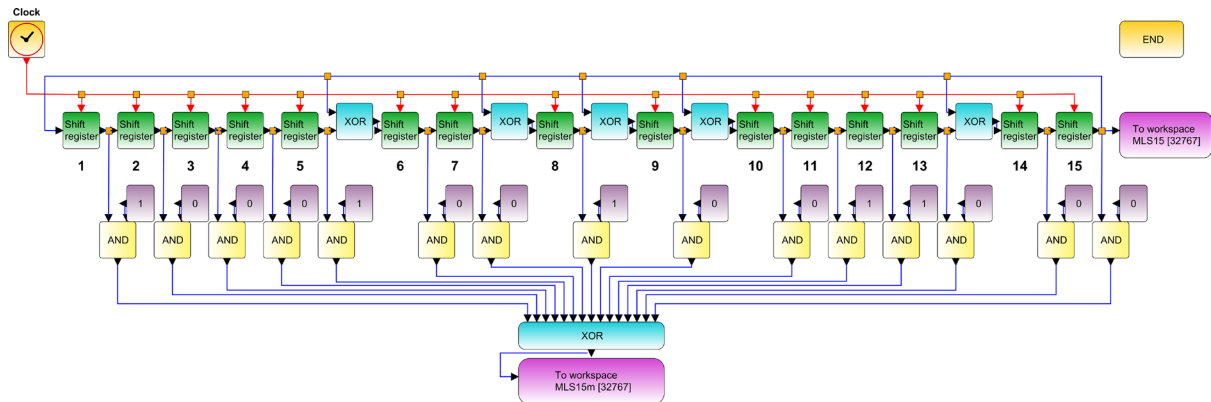 Clock
END
XOR XOR XOR XOR XOR
Shift register Shift register Shift register Shift register Shift register Shift register Shift register Shift register Shift register Shift register Shift register Shift register Shift register Shift register Shift register
To workspace
MLS15 [32767]
1 2 3 4 5 6 7 8 9 10 11 12 13 14 15
1 0 0 0 1 0 0 1 0 0 1 1 0 0 0
AND AND AND AND AND AND AND AND AND AND AND AND AND AND AND
XOR
To workspace
MLS15m [32767]